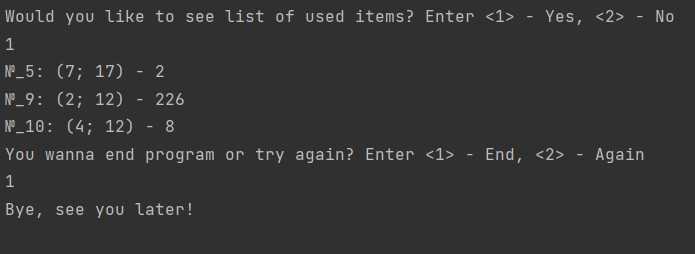 Would you like to see list of used items? Enter <1> - Yes, <2> - No
1
№_5: (7; 17) - 2
№_9: (2; 12) - 226
№_10: (4; 12) - 8
You wanna end program or try again? Enter <1> - End, <2> - Again
1
Bye, see you later!